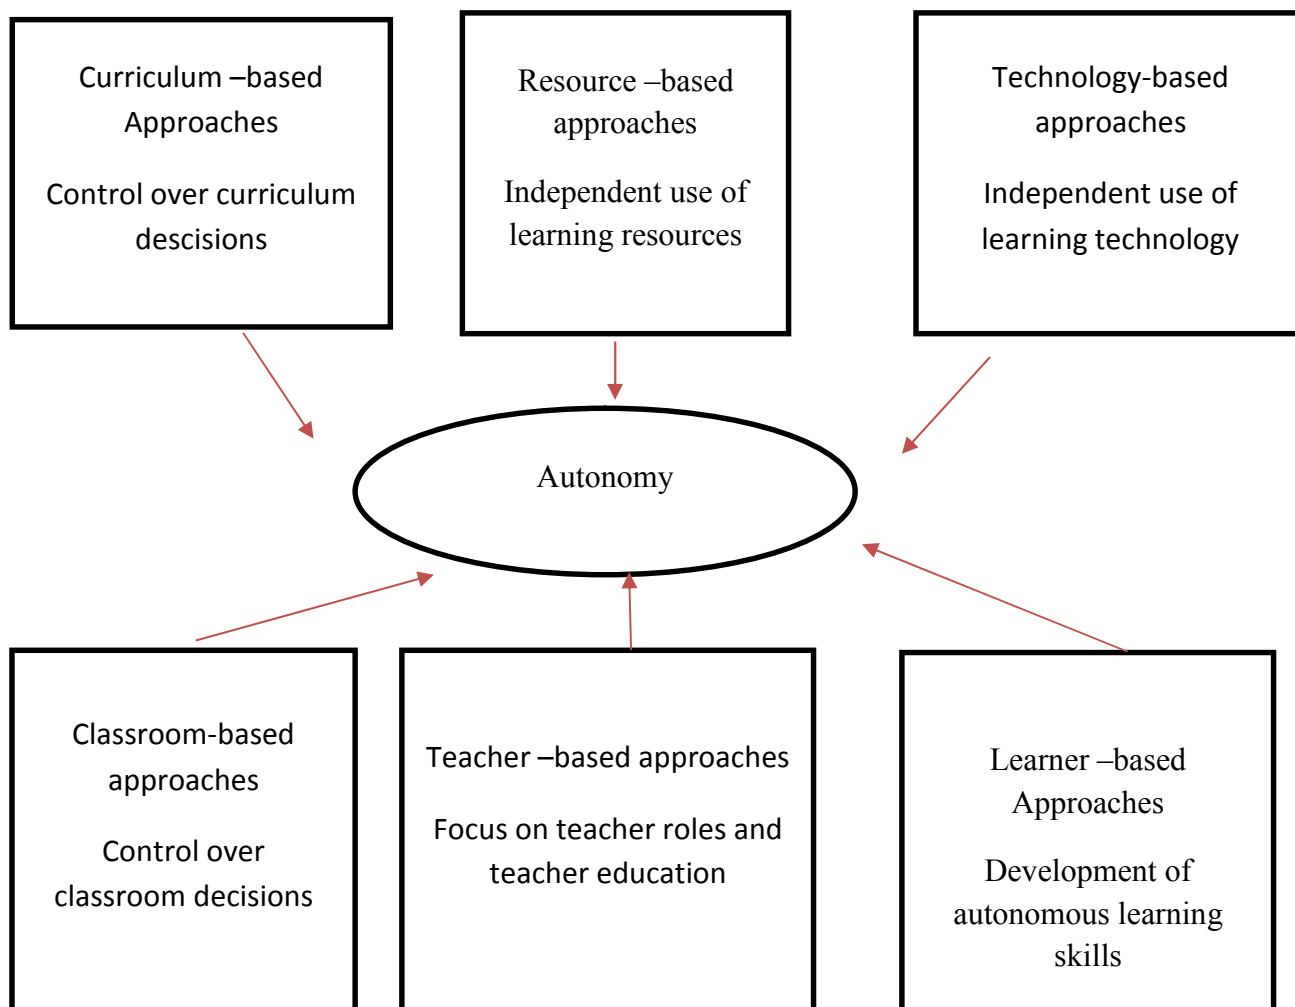 Curriculum –based
Approaches
Control over curriculum
descisions
Resource –based
approaches
Independent use of
learning resources
Technology-based
approaches
Independent use of
learning technology
Autonomy
Classroom-based
approaches
Control over
classroom decisions
Teacher –based approaches
Focus on teacher roles and
teacher education
Learner –based
Approaches
Development of
autonomous learning
skills